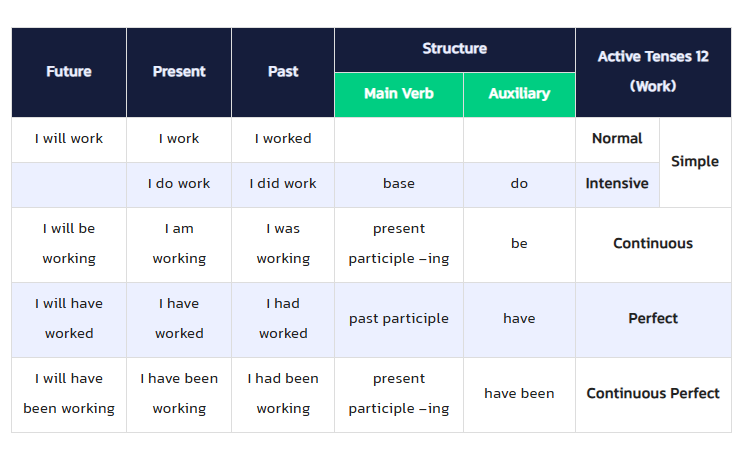 Future Present Past Structure Active Tenses 12
(Work)
Main Verb Auxiliary
I will work I work I worked Normal Simple
I do work I did work base do Intensive
I will be I am I was present be Continuous
working working working participle –ing
I will have I have I had past participle have Perfect
worked worked worked
I will have I have been I had been present have been Continuous Perfect
been working working working participle –ing